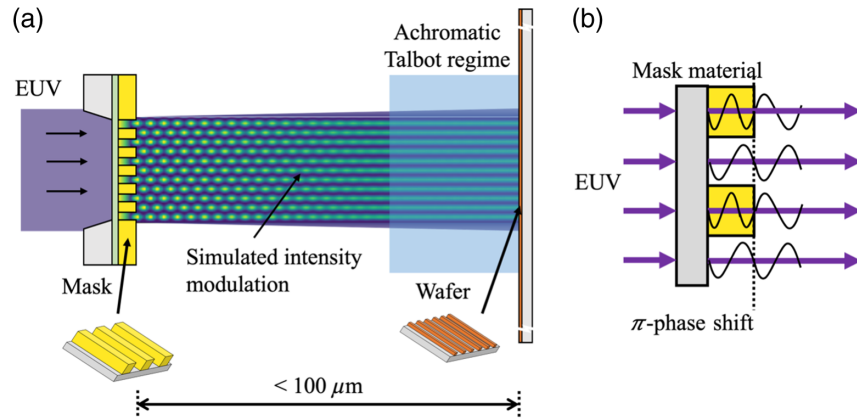 (a)
Achromatic
Talbot regime
EUV
Simulated intensity
modulation
Mask
Wafer
< 100 μm
(b)
Mask material
EUV
π-phase shift